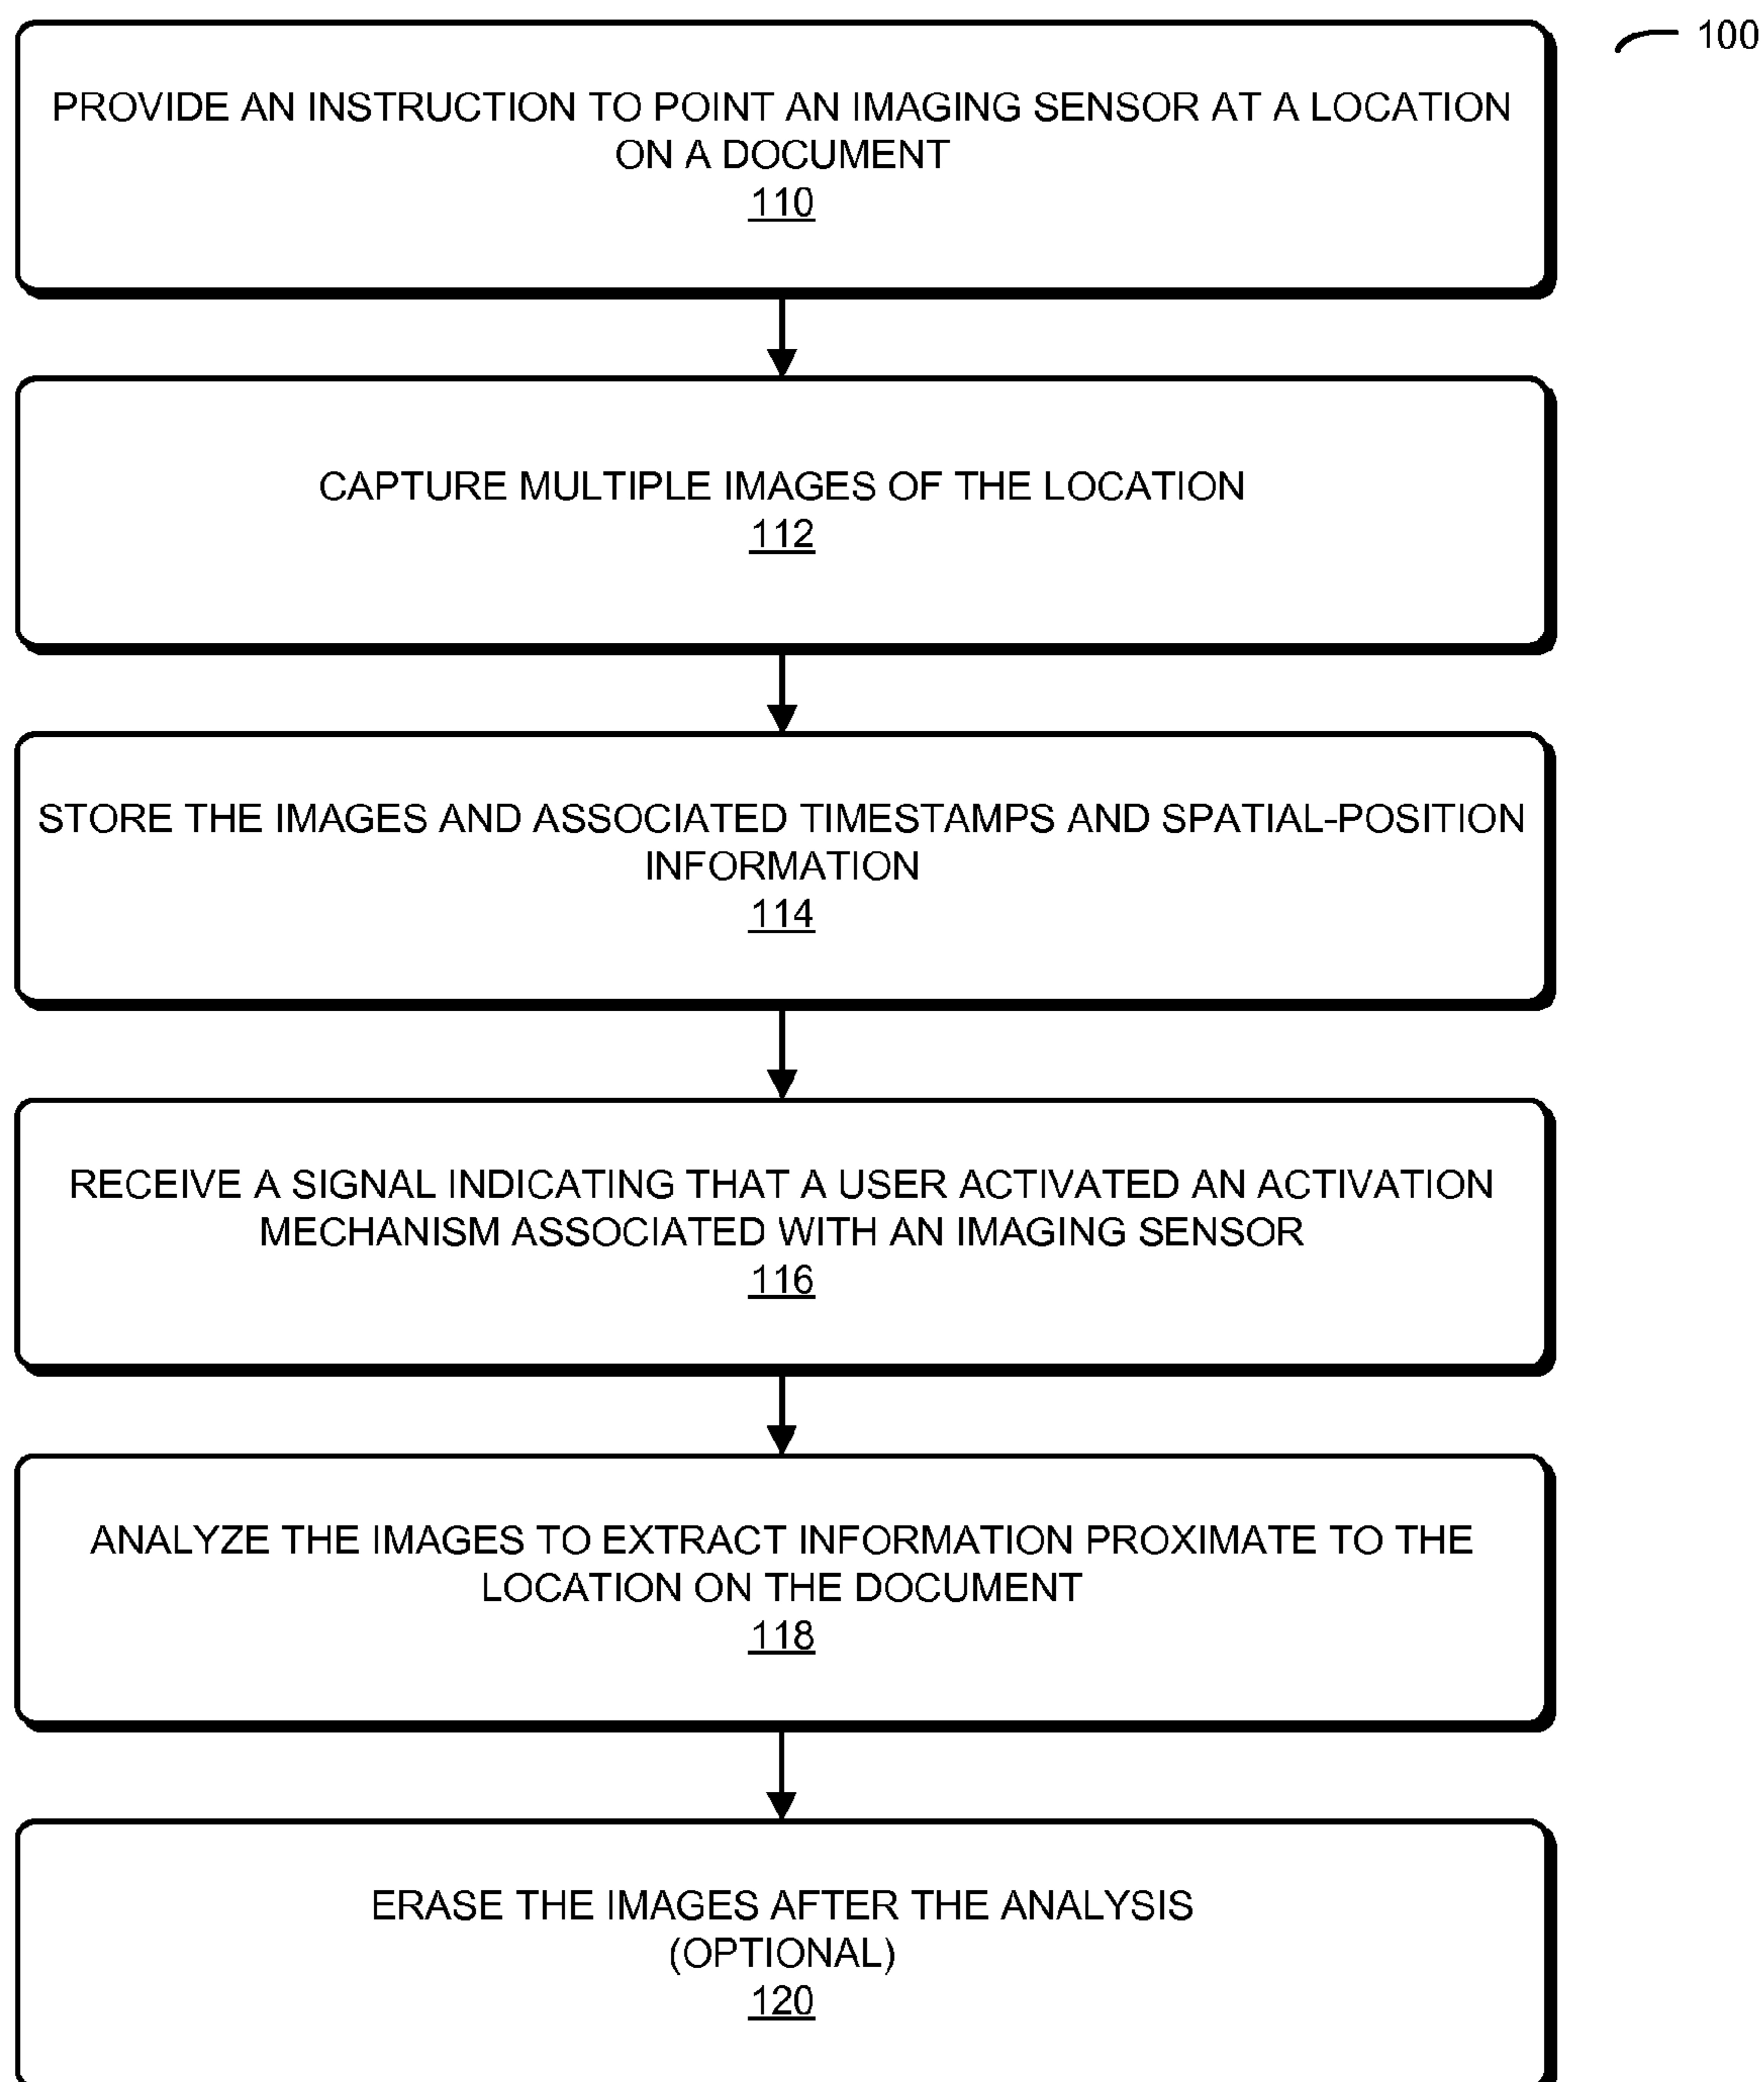 100
PROVIDE AN INSTRUCTION TO POINT AN IMAGING SENSOR AT A LOCATION
ON A DOCUMENT
110
CAPTURE MULTIPLE IMAGES OF THE LOCATION
112
STORE THE IMAGES AND ASSOCIATED TIMESTAMPS AND SPATIAL-POSITION
INFORMATION
114
RECEIVE A SIGNAL INDICATING THAT A USER ACTIVATED AN ACTIVATION
MECHANISM ASSOCIATED WITH AN IMAGING SENSOR
116
ANALYZE THE IMAGES TO EXTRACT INFORMATION PROXIMATE TO THE
LOCATION ON THE DOCUMENT
118
ERASE THE IMAGES AFTER THE ANALYSIS
(OPTIONAL)
120